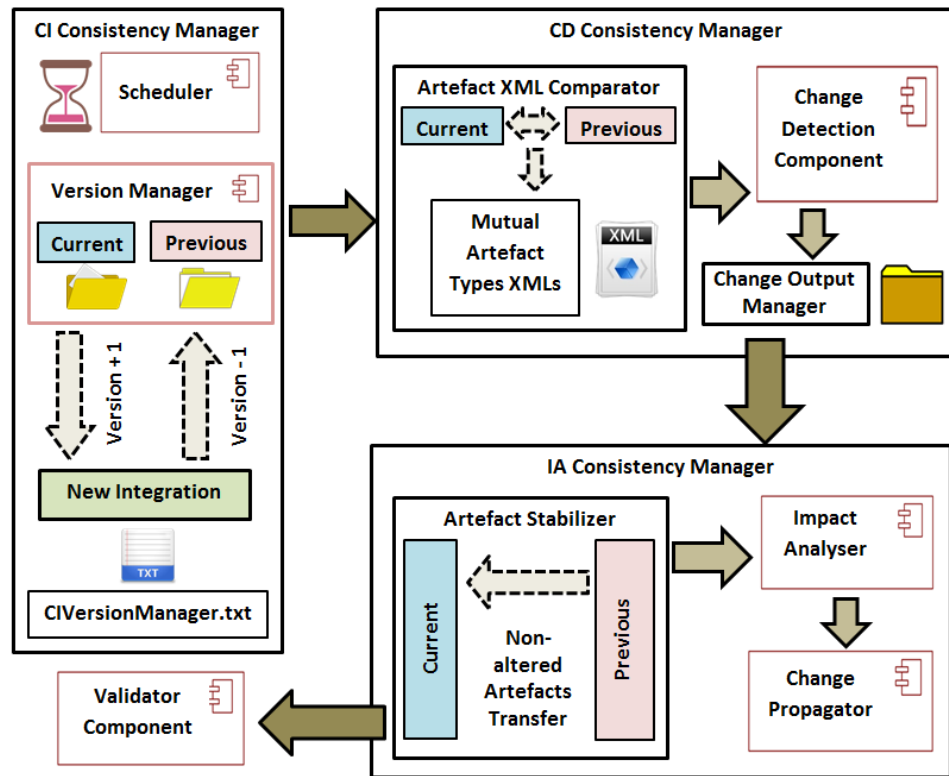 CI Consistency Manager
Scheduler
Version Manager
Current
Previous
Version + 1
Version - 1
New Integration
TXT
CIVersionManager.txt
CD Consistency Manager
Artefact XML Comparator
Current
Previous
Mutual
Artefact
Types XMLs
XML
Change
Detection
Component
Change Output
Manager
IA Consistency Manager
Artefact Stabilizer
Current
Previous
Non-
altered
Artefacts
Transfer
Impact
Analyser
Change
Propagator
Validator
Component